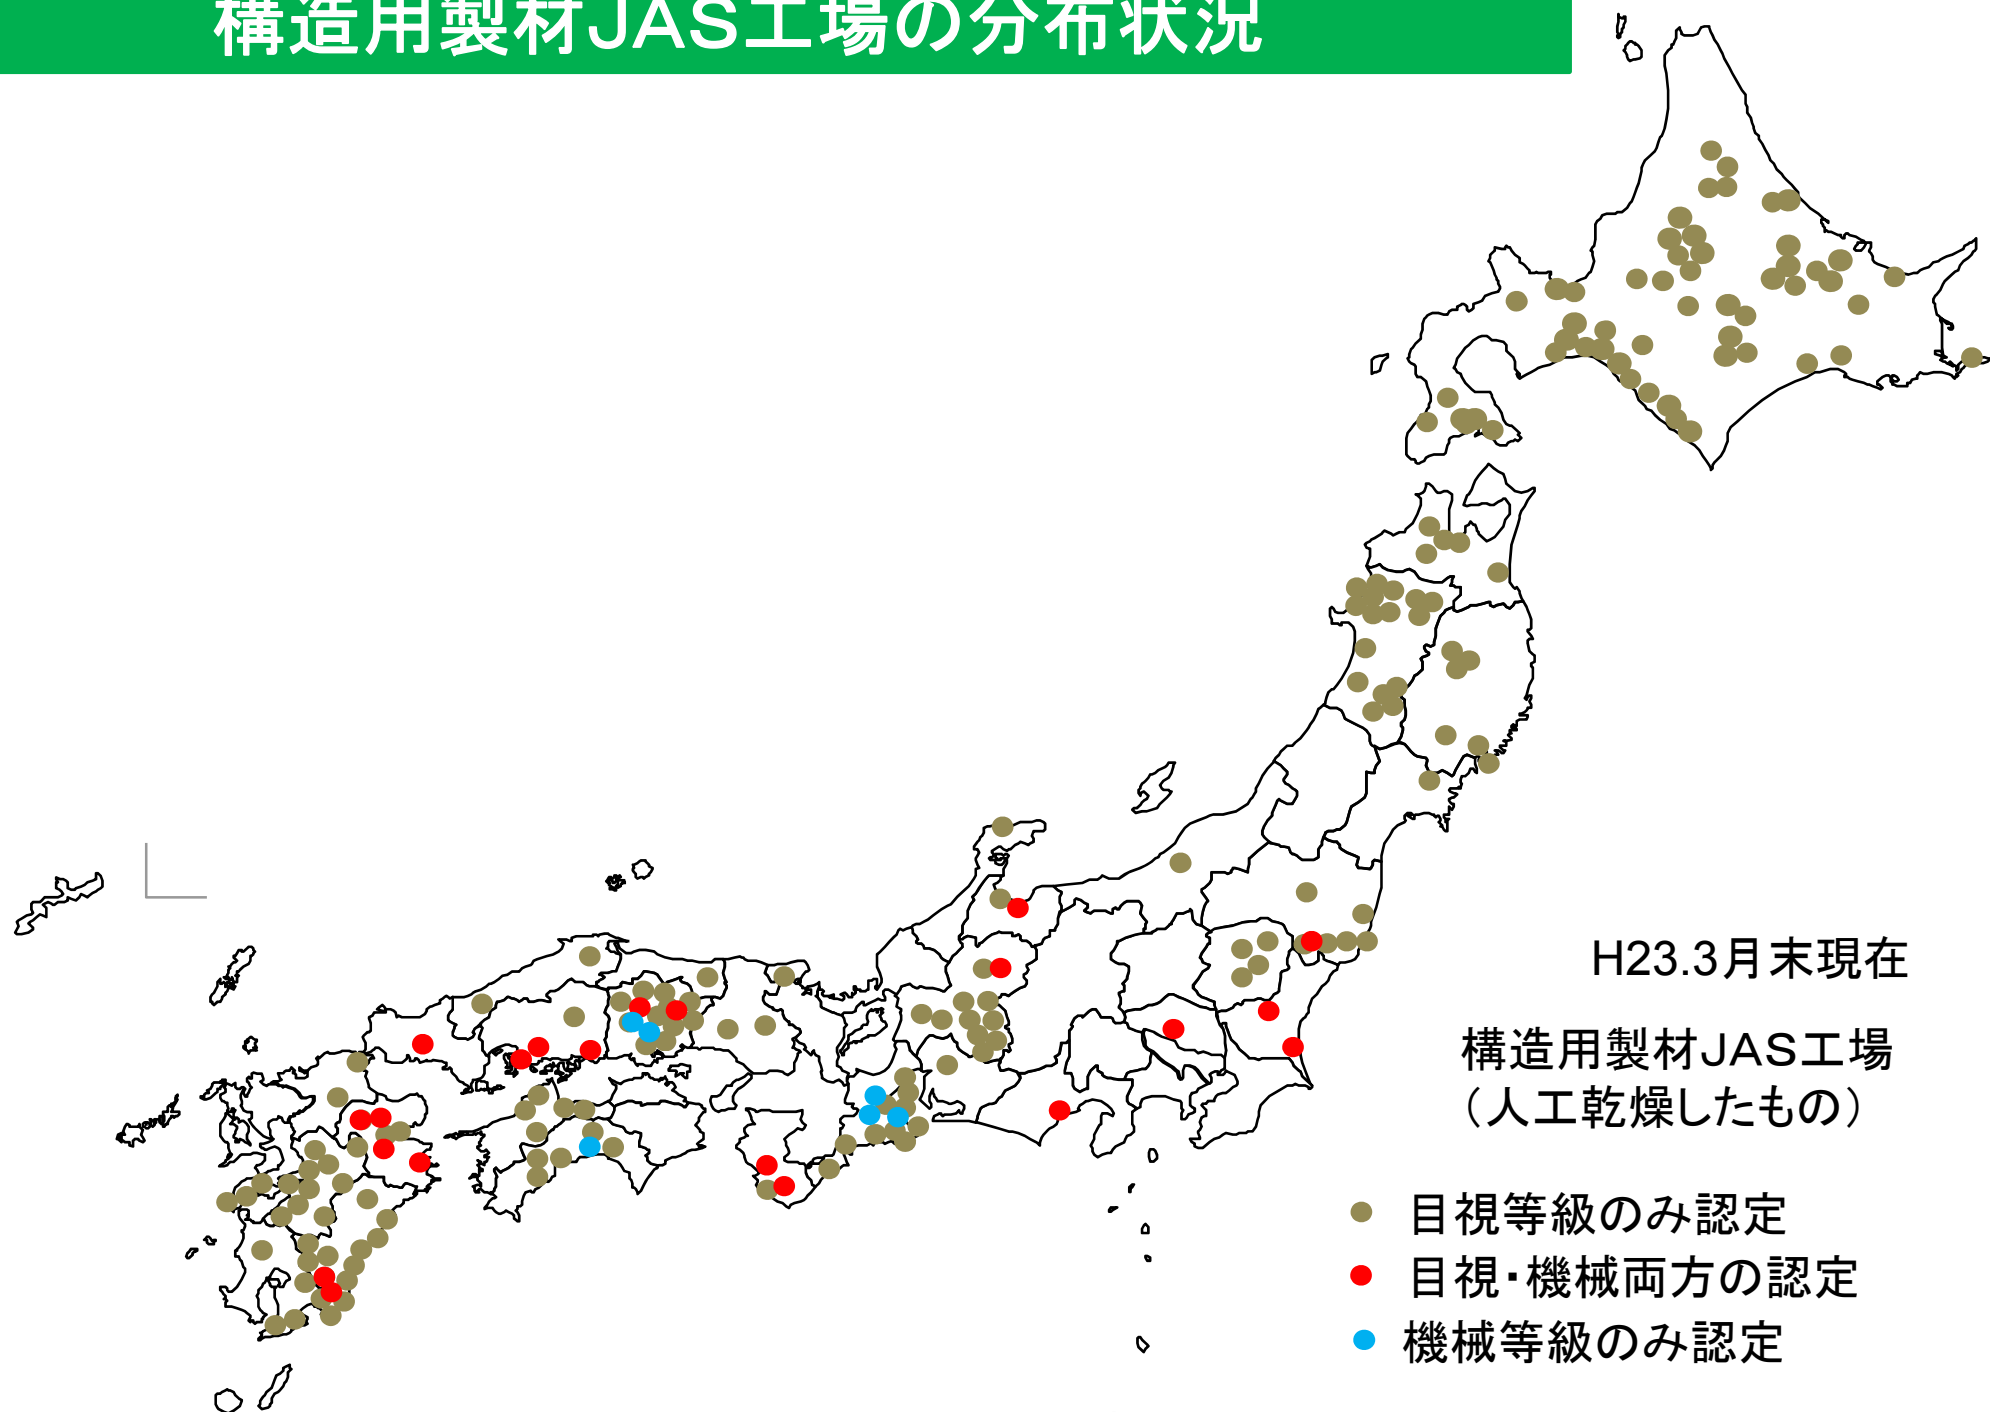 構造用製材JAS工場の分布状況
H23.3月末現在
構造用製材JAS工場
（人工乾燥したもの）
目視等級のみ認定
目視・機械両方の認定
機械等級のみ認定